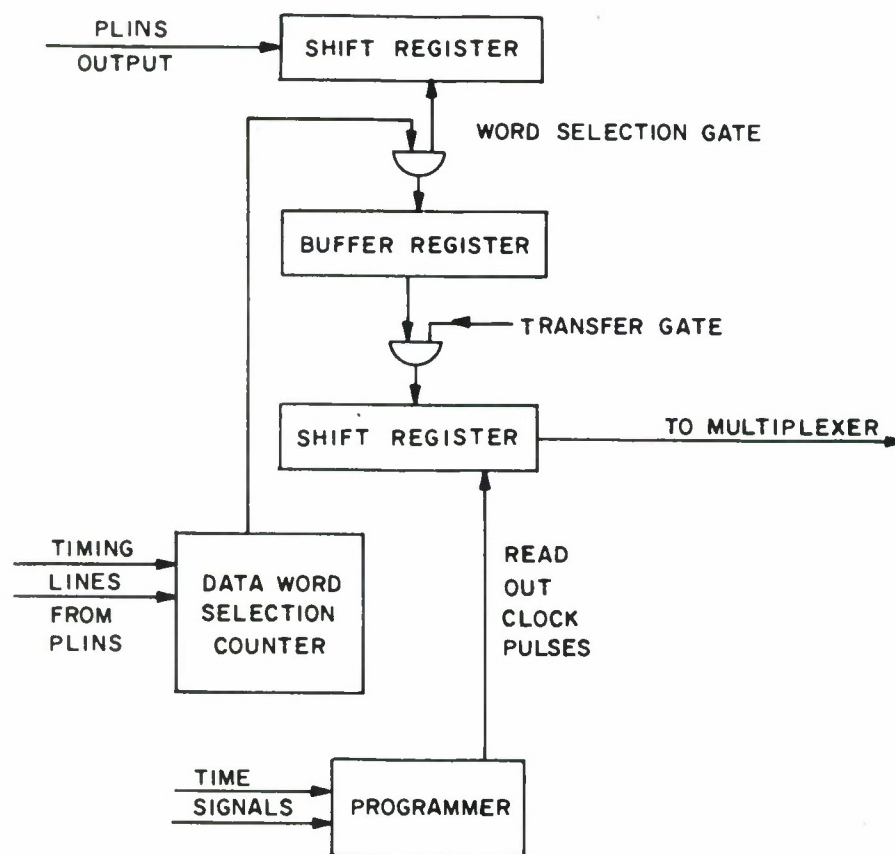 PLINS
OUTPUT
SHIFT REGISTER
WORD SELECTION GATE
BUFFER REGISTER
TRANSFER GATE
SHIFT REGISTER
TO MULTIPLEXER
TIMING
LINES
FROM
PLINS
DATA WORD
SELECTION
COUNTER
READ
OUT
CLOCK
PULSES
TIME
SIGNALS
PROGRAMMER